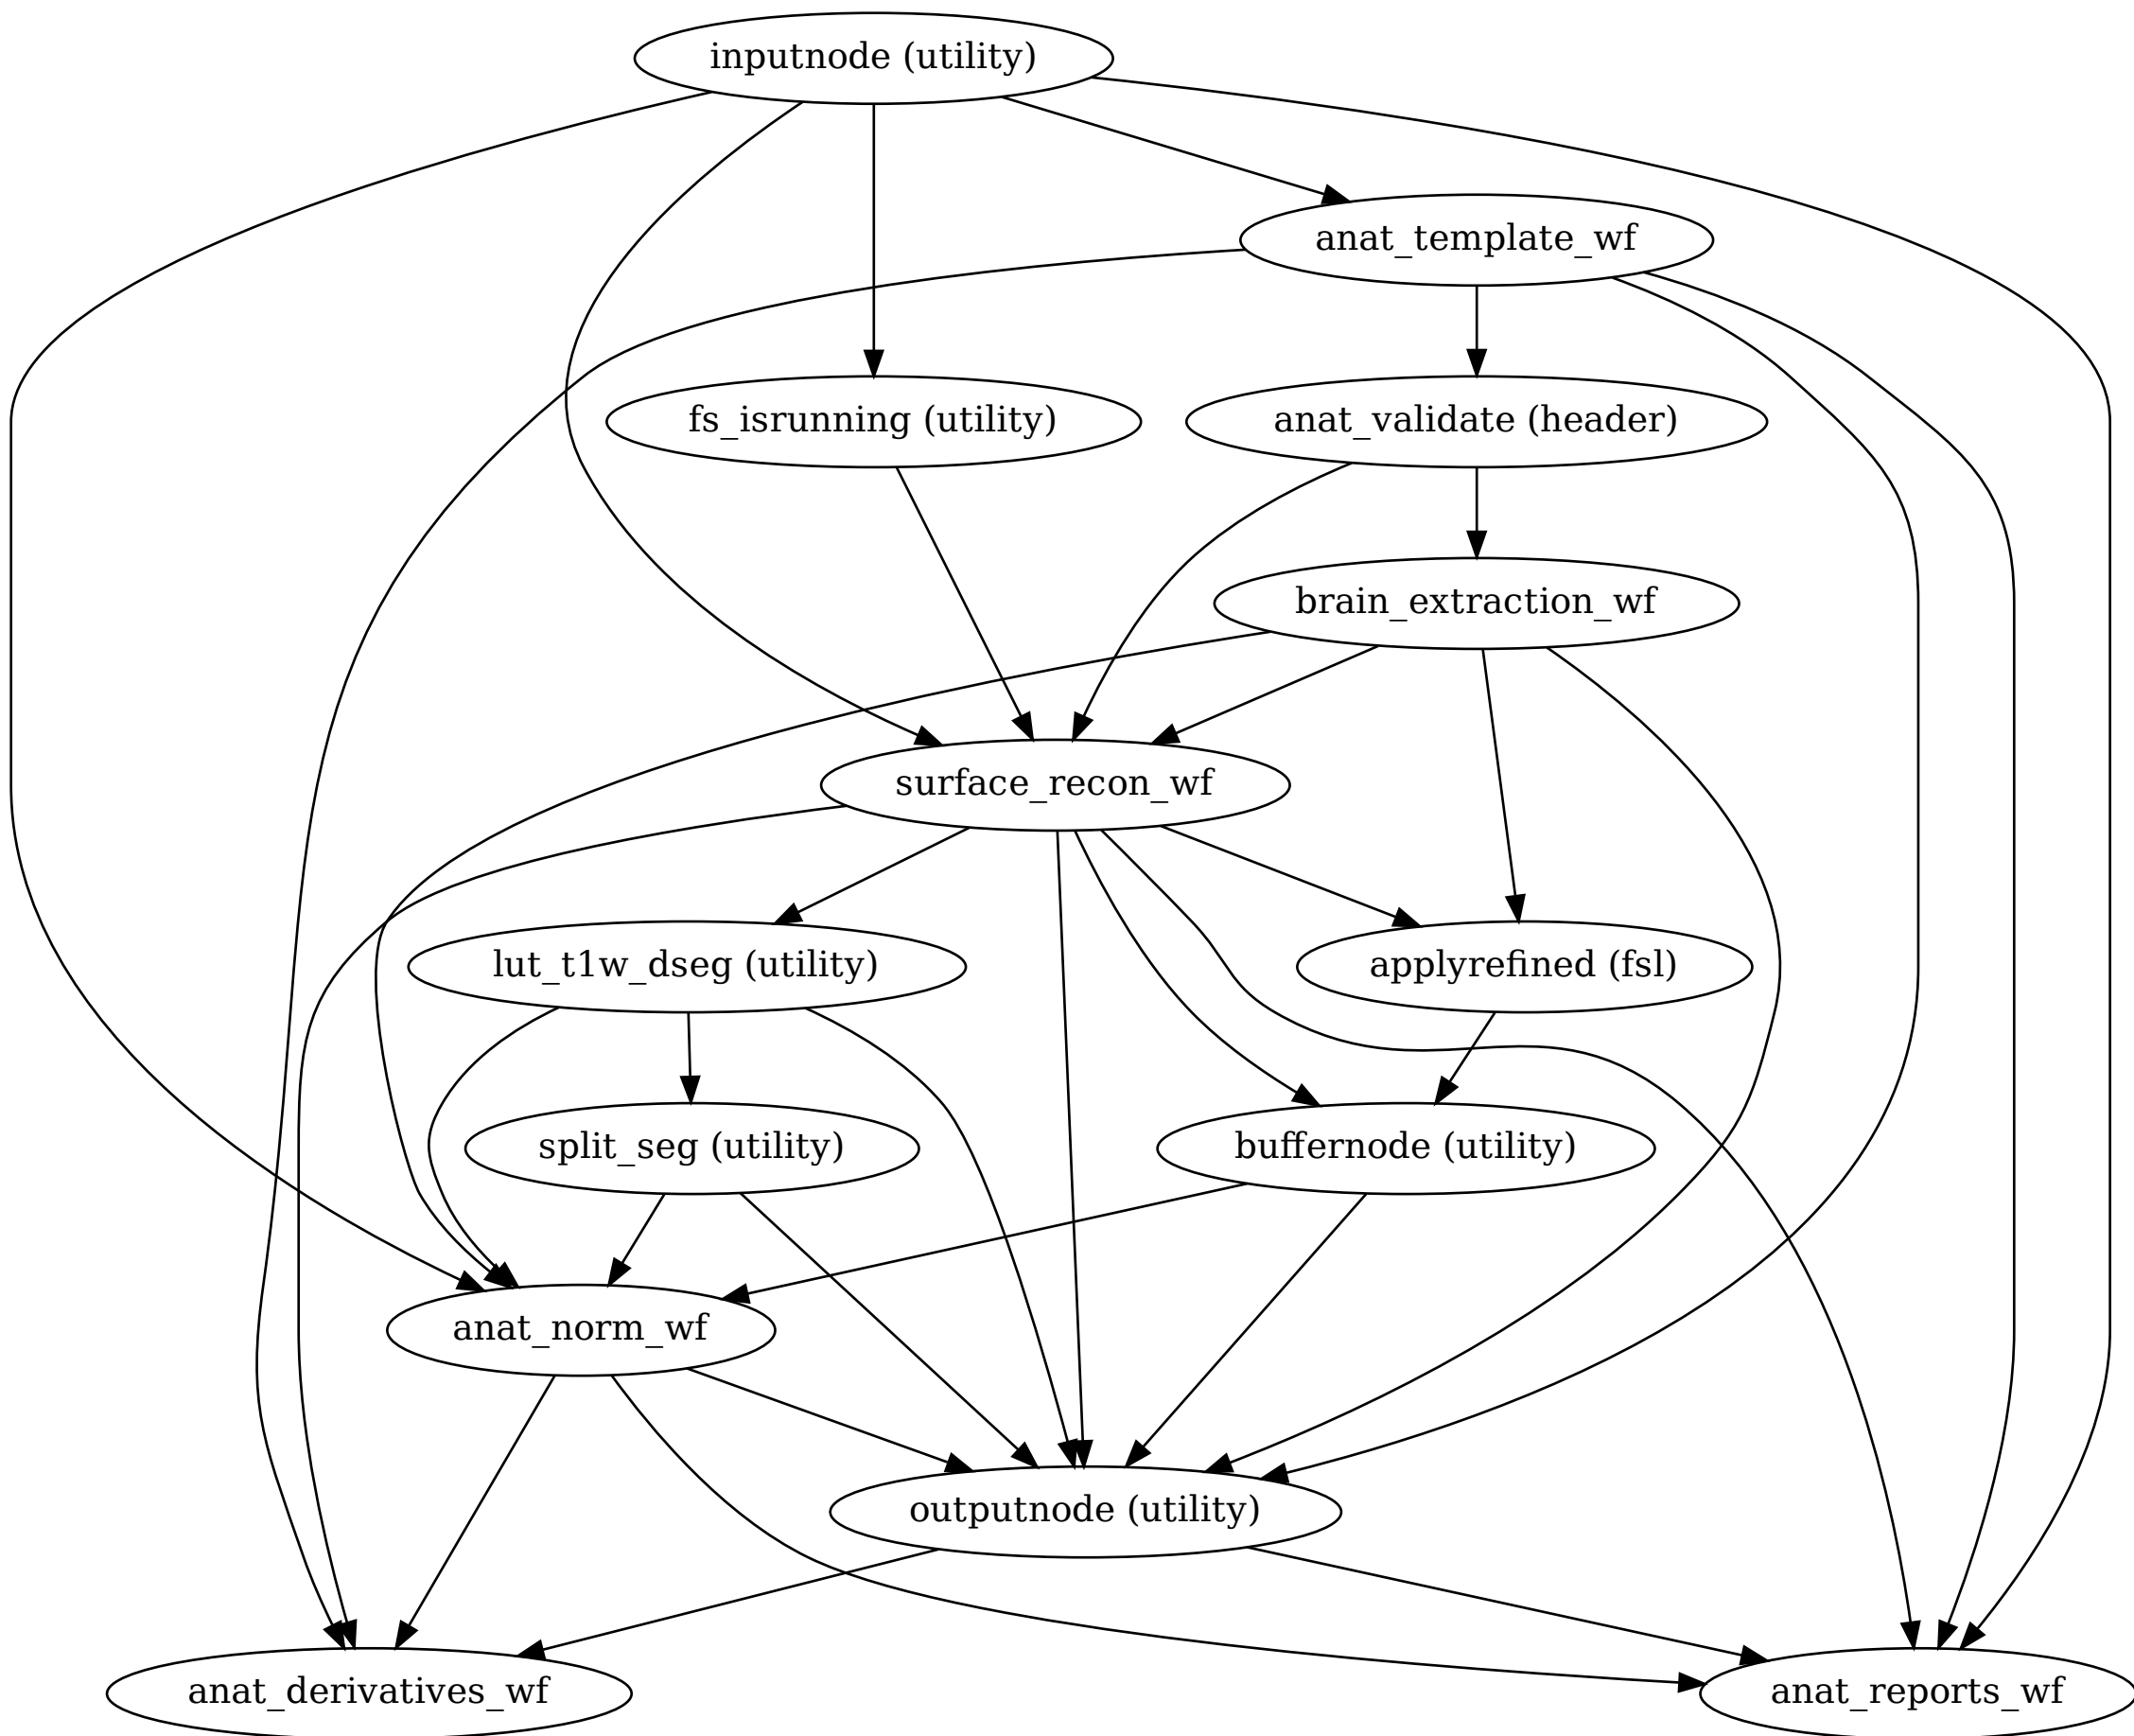 inputnode (utility)
anat_template_wf
fs_isrunning (utility)
anat_validate (header)
brain_extraction_wf
surface_recon_wf
lut_t1w_dseg (utility)
applyrefined (fsl)
split_seg (utility)
buffernode (utility)
anat_norm_wf
outputnode (utility)
anat_derivatives_wf
anat_reports_wf